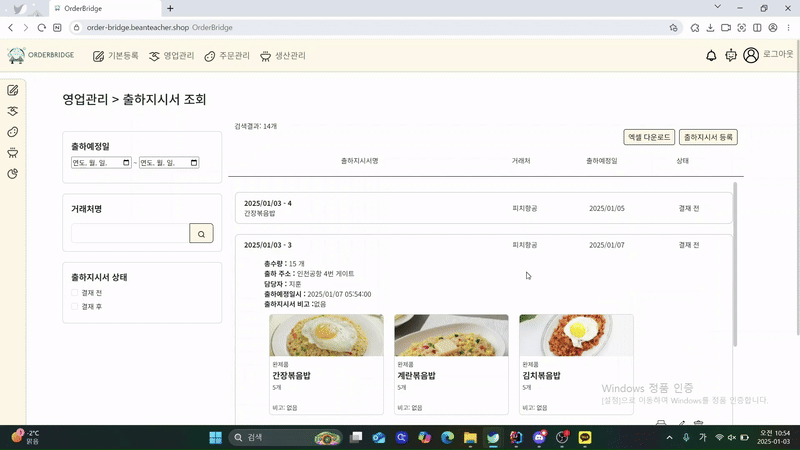 OrderBridge
order-bridge.beanteacher.shop OrderBridge
ORDERBRIDGE 기본등록 영업관리 주문관리 생산관리 로그아웃
영업관리 > 출하지시서 조회
검색결과: 14개
엑셀 다운로드 출하지시서 등록
출하예정일
연도. 월. 일. ~ 연도. 월. 일.
거래처명
출하지시서 상태
결재 전
결재 후
출하지시서명 거래처 출하예정일 상태
2025/01/03 - 4 피치항공 2025/01/05 결재 전
간장볶음밥
2025/01/03 - 3 피치항공 2025/01/07 결재 전
총수량 : 15 개
출하 주소 : 인천공항 4번 게이트
담당자 : 지훈
출하예정일시 : 2025/01/07 05:54:00
출하지시서 비고 :없음
완제품 완제품 완제품
간장볶음밥 계란볶음밥 김치볶음밥
5개 5개 5개
비고: 없음 비고: 없음 비고: 없음
Windows 정품 인증
[설정]으로 이동하여 Windows를 정품 인증합니다.
-2°C
맑음
검색
가
오전 10:54
2025-01-03